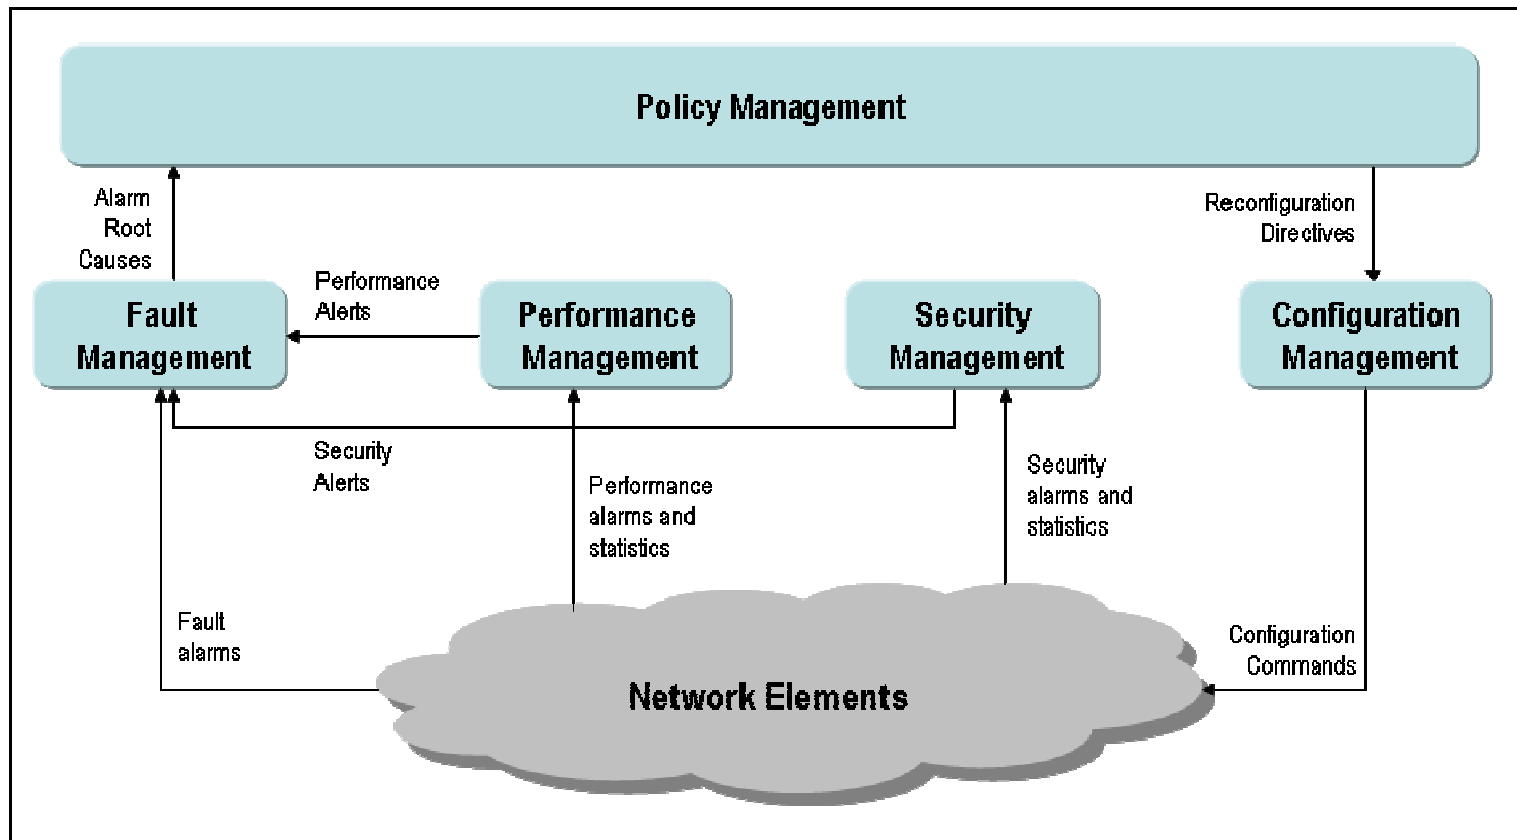 Policy Management
Alarm
Root
Causes
Reconfiguration
Directives
Performance
Alerts
Fault
Management
Performance
Management
Security
Management
Configuration
Management
Security
Alerts
Performance
alarms and
statistics
Security
alarms and
statistics
Fault
alarms
Configuration
Commands
Network Elements